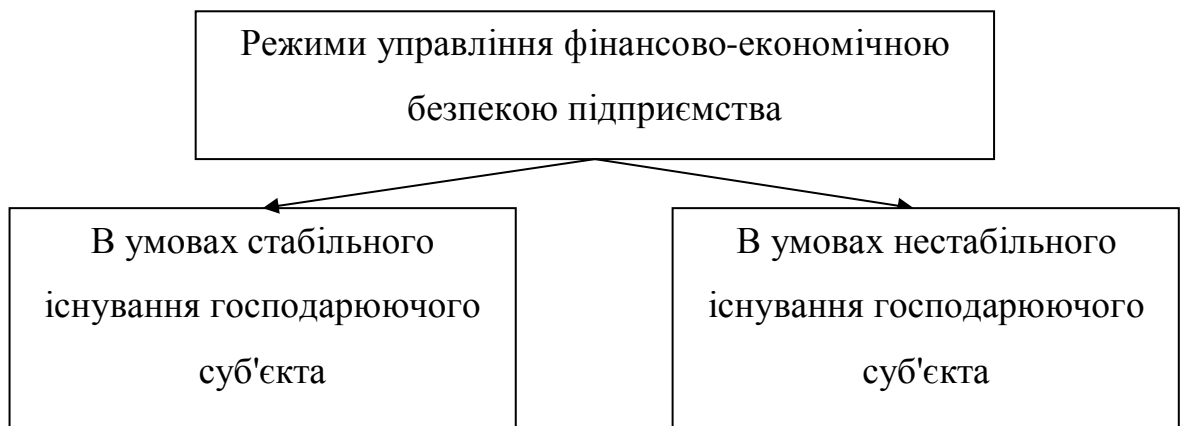 Режими управління фінансово-економічною
безпекою підприємства
В умовах стабільного
існування господарюючого
суб'єкта
В умовах нестабільного
існування господарюючого
суб'єкта